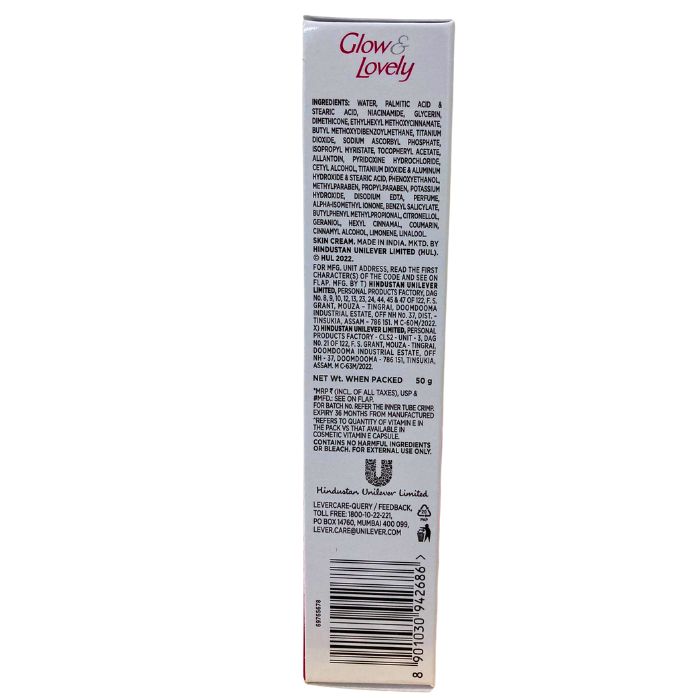 Glow &
Lovely
INGREDIENTS: WATER, PALMITIC ACID &
STEARIC ACID, NIACINAMIDE, GLYCERIN,
DIMETHICONE, ETHYLHEXYL METHOXYCINNAMATE,
BUTYL METHOXYDIBENZOYLMETHANE, TITANIUM
DIOXIDE, SODIUM ASCORBYL PHOSPHATE,
ISOPROPYL MYRISTATE, TOCOPHERYL ACETATE,
ALLANTOIN, PYRIDOXINE HYDROCHLORIDE,
CETYL ALCOHOL, TITANIUM DIOXIDE & ALUMINUM
HYDROXIDE & STEARIC ACID, PHENOXYETHANOL,
METHYLPARABEN, PROPYLPARABEN, POTASSIUM
HYDROXIDE, DISODIUM EDTA, PERFUME,
ALPHA-ISOMETHYL IONONE, BENZYL SALICYLATE,
BUTYLPHENYL METHYLPROPIONAL, CITRONELLOL,
GERANIOL, HEXYL CINNAMAL, COUMARIN,
CINNAMYL ALCOHOL, LIMONENE, LINALOOL.
SKIN CREAM. MADE IN INDIA. MKTD. BY
HINDUSTAN UNILEVER LIMITED (HUL).
© HUL 2022.
FOR MFG. UNIT ADDRESS, READ THE FIRST
CHARACTER(S) OF THE CODE AND SEE ON
FLAP. MFG. BY T) HINDUSTAN UNILEVER
LIMITED, PERSONAL PRODUCTS FACTORY, DAG
No. 8, 9, 10, 12, 13, 23, 24, 44, 45 & 47 OF 122, F. S.
GRANT, MOUZA - TINGRAI, DOOMDOOMA
INDUSTRIAL ESTATE, OFF NH No. 37, DIST. -
TINSUKIA, ASSAM - 786 151. M C-60M/2022.
X) HINDUSTAN UNILEVER LIMITED, PERSONAL
PRODUCTS FACTORY - CLS2 - UNIT - 3, DAG
No. 21 OF 122, F. S. GRANT, MOUZA - TINGRAI,
DOOMDOOMA INDUSTRIAL ESTATE, OFF
NH - 37, DOOMDOOMA - 786 151, TINSUKIA,
ASSAM. M C-63M/2022.
NET Wt. WHEN PACKED 50 g
*MRP ₹ (INCL. OF ALL TAXES), USP &
#MFD.: SEE ON FLAP.
FOR BATCH No. REFER THE INNER TUBE CRIMP.
EXPIRY 36 MONTHS FROM MANUFACTURED
^REFERS TO QUANTITY OF VITAMIN E IN
THE PACK VS THAT AVAILABLE IN
COSMETIC VITAMIN E CAPSULE.
CONTAINS NO HARMFUL INGREDIENTS
OR BLEACH. FOR EXTERNAL USE ONLY.
Hindustan Unilever Limited
LEVERCARE-QUERY / FEEDBACK,
TOLL FREE: 1800-10-22-221,
PO BOX 14760, MUMBAI 400 099,
LEVER.CARE@UNILEVER.COM
PAP
69765678
8 901030 942686 >